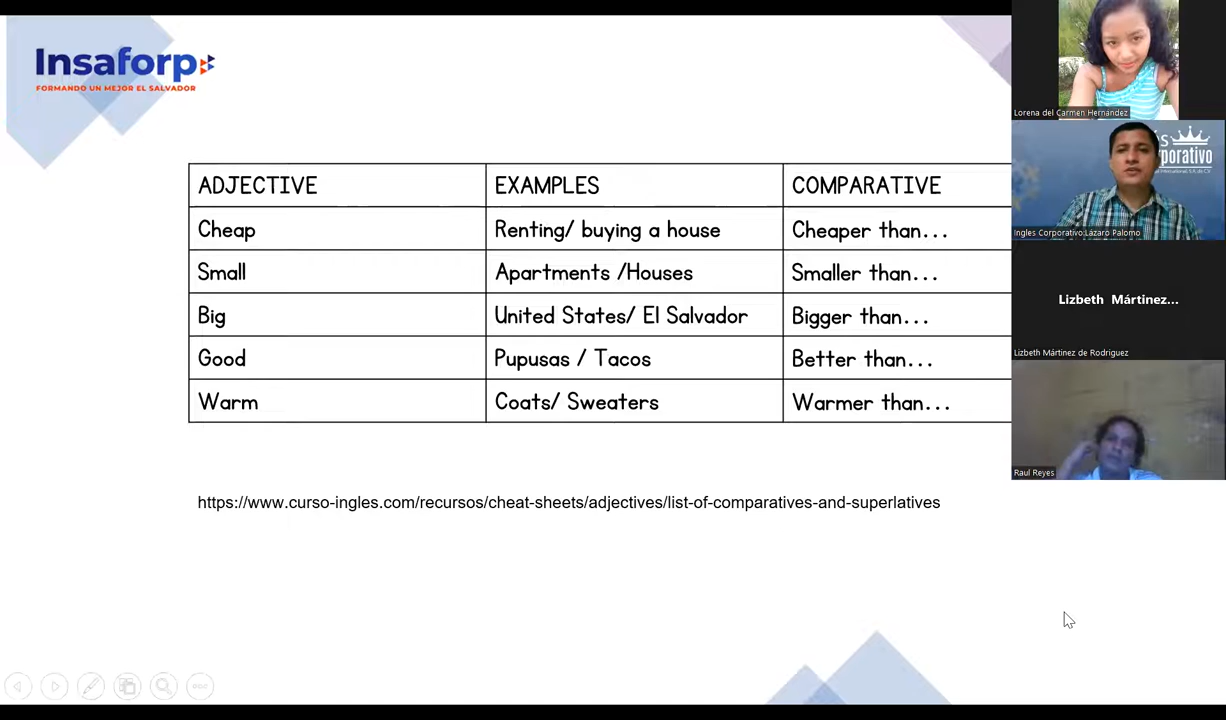 Insaforp
FORMANDO UN MEJOR EL SALVADOR
ADJECTIVE EXAMPLES COMPARATIVE
Cheap Renting/ buying a house Cheaper than...
Small Apartments /Houses Smaller than...
Big United States/ El Salvador Bigger than...
Good Pupusas / Tacos Better than...
Warm Coats/ Sweaters Warmer than...
https://www.curso-ingles.com/recursos/cheat-sheets/adjectives/list-of-comparatives-and-superlatives
Lorena del Carmen Hernandez
és
rporativo
Ingles Corporativo:Lázaro Palomo
Lizbeth Mártinez...
Lizbeth Mártinez de Rodriguez
Raul Reyes